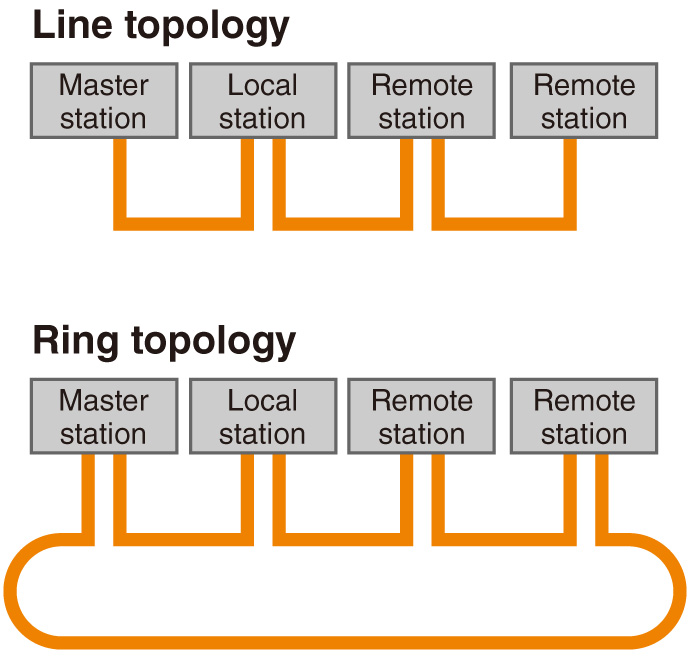 Line topology
Master
station
Local
station
Remote
station
Remote
station
Ring topology
Master
station
Local
station
Remote
station
Remote
station